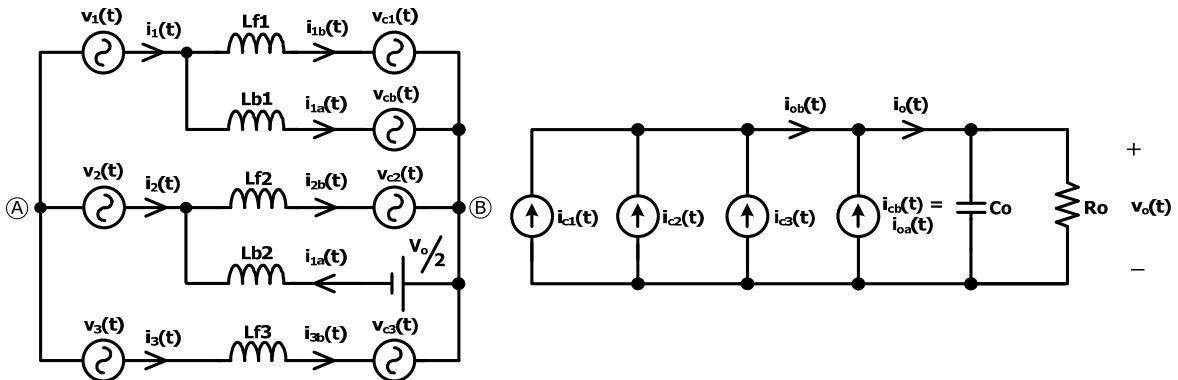 v₁(t) i₁(t) Lf1 i₁b(t) vc1(t)
Lb1 i₁a(t) vcb(t)
v₂(t) i₂(t) Lf2 i₂b(t) vc2(t)
Ⓐ Ⓑ
Lb2 i₁a(t) Vₒ/2
v₃(t) i₃(t) Lf3 i₃b(t) vc3(t)
iob(t) iₒ(t)
ic1(t) ic2(t) ic3(t) icb(t) = ioa(t) Co Ro + vₒ(t) −